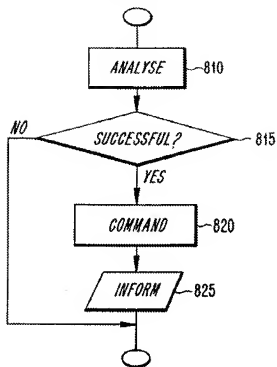 ANALYSE 810
NO SUCCESSFUL? 815
YES
COMMAND 820
INFORM 825